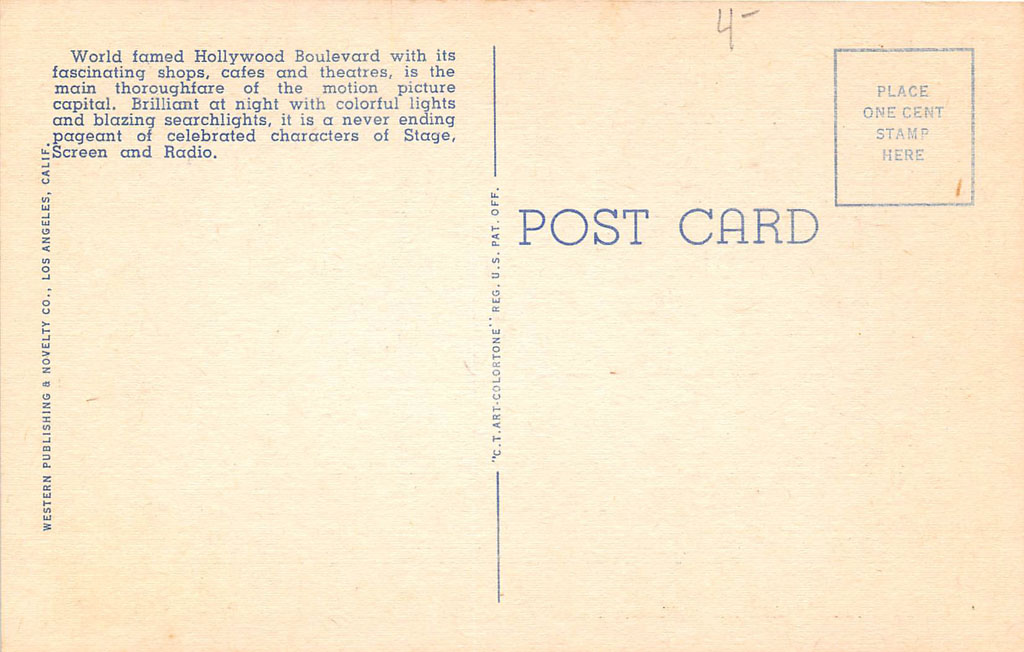 4-
World famed Hollywood Boulevard with its
fascinating shops, cafes and theatres, is the
main thoroughfare of the motion picture
capital. Brilliant at night with colorful lights
and blazing searchlights, it is a never ending
pageant of celebrated characters of Stage,
Screen and Radio.
WESTERN PUBLISHING & NOVELTY CO., LOS ANGELES, CALIF.
"C.T. ART-COLORTONE" REG. U.S. PAT. OFF.
POST CARD
PLACE
ONE CENT
STAMP
HERE